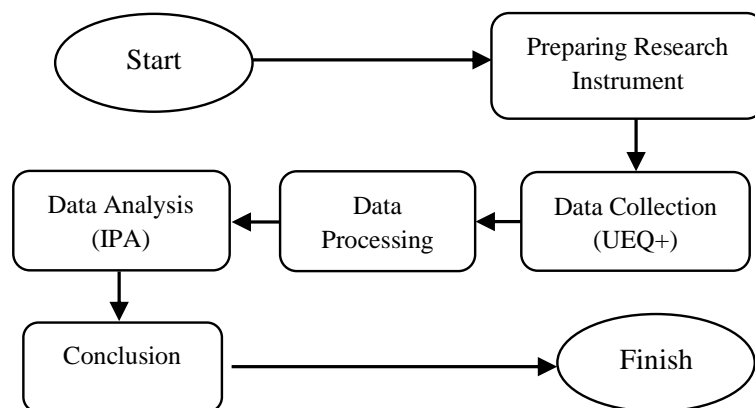 Start
Preparing Research
Instrument
Data Collection
(UEQ+)
Data
Processing
Data Analysis
(IPA)
Conclusion
Finish